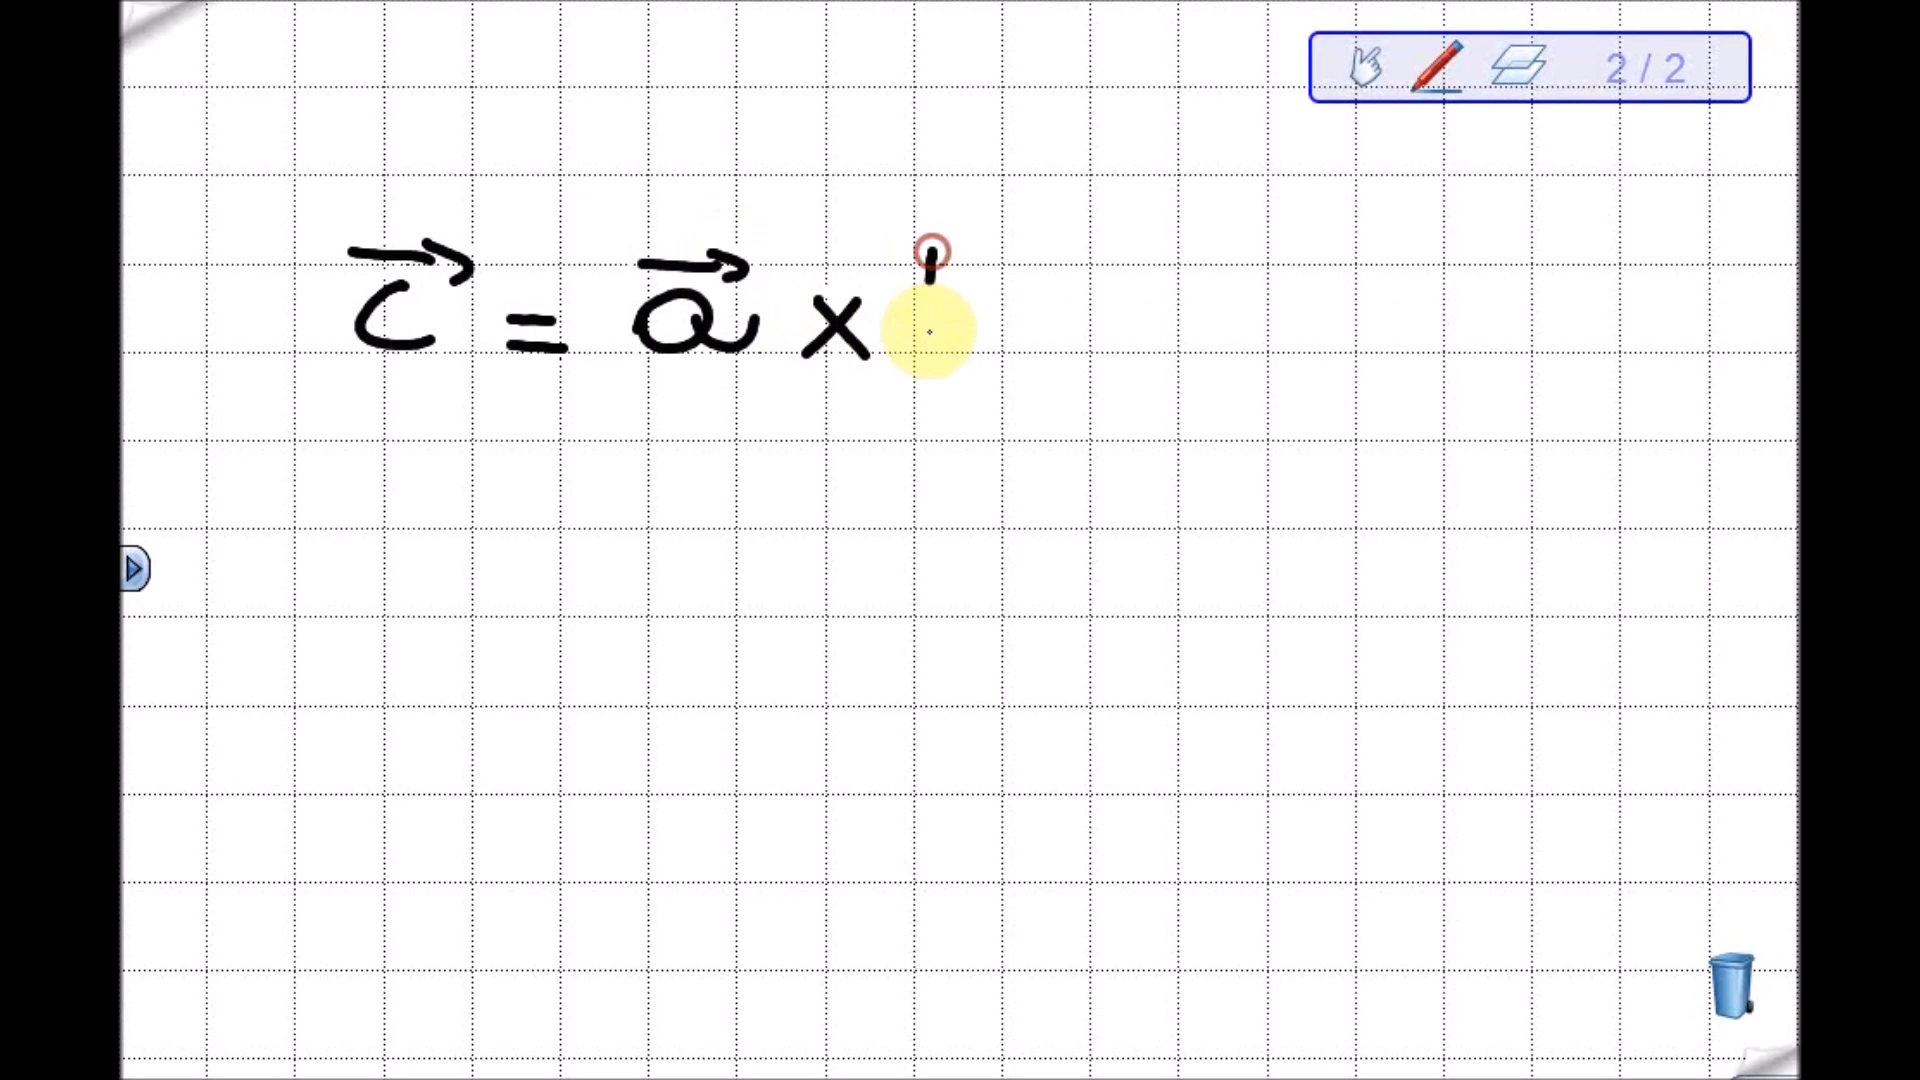 2 / 2
c⃗ = a⃗ ×